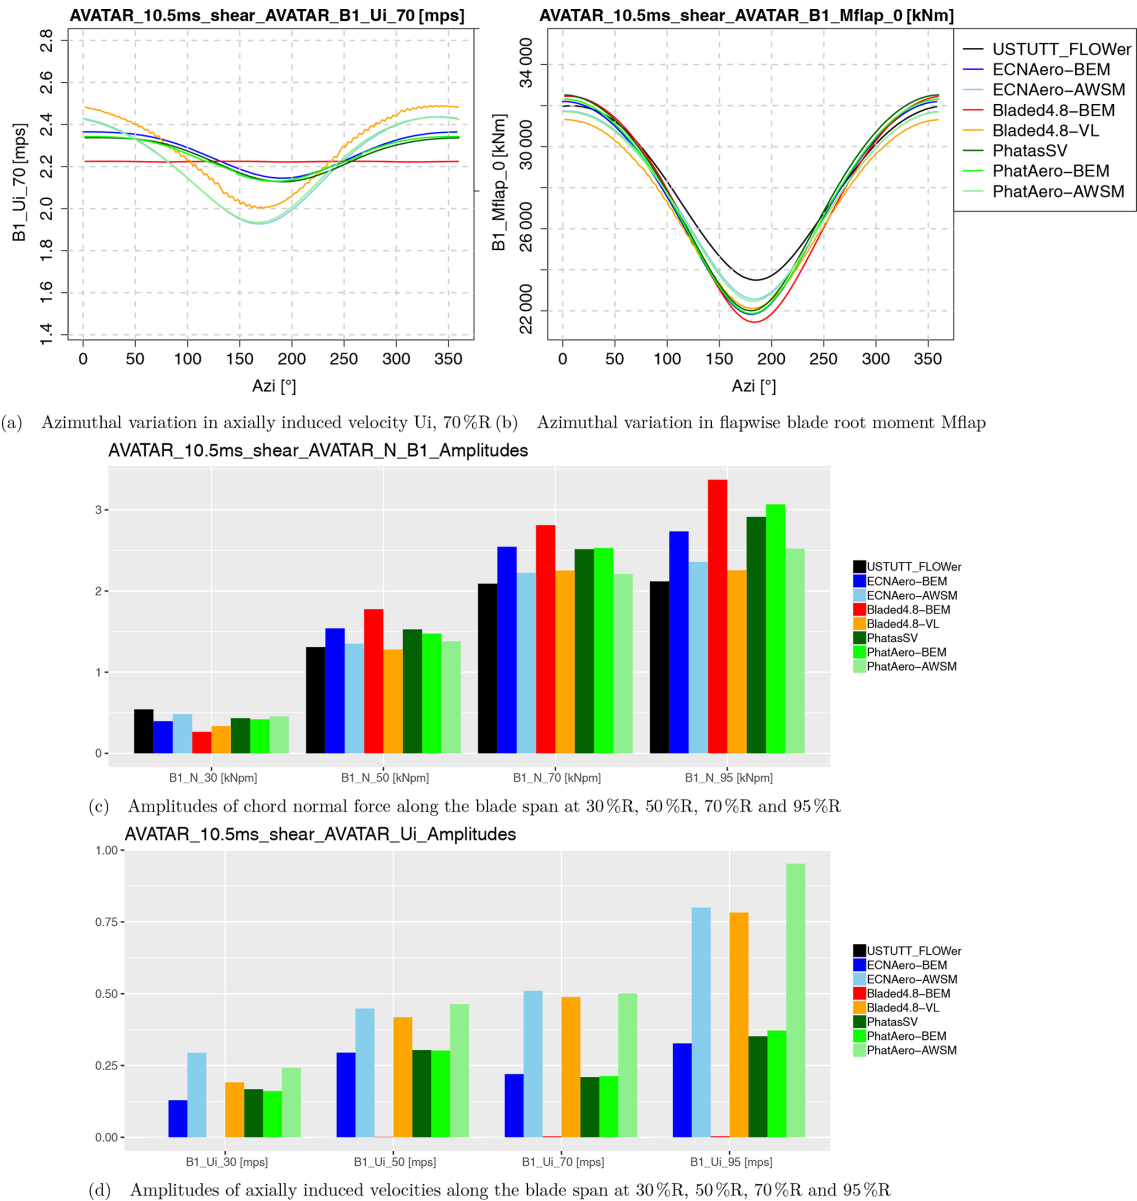 AVATAR_10.5ms_shear_AVATAR_B1_Ui_70 [mps]
B1_Ui_70 [mps]
2.8
2.6
2.4
2.2
2.0
1.8
1.6
1.4
0 50 100 150 200 250 300 350
Azi [°]
AVATAR_10.5ms_shear_AVATAR_B1_Mflap_0 [kNm]
B1_Mflap_0 [kNm]
34 000
30 000
26 000
22 000
0 50 100 150 200 250 300 350
Azi [°]
USTUTT_FLOWer
ECNAero−BEM
ECNAero−AWSM
Bladed4.8−BEM
Bladed4.8−VL
PhatasSV
PhatAero−BEM
PhatAero−AWSM
(a) Azimuthal variation in axially induced velocity Ui, 70 %R
(b) Azimuthal variation in flapwise blade root moment Mflap
AVATAR_10.5ms_shear_AVATAR_N_B1_Amplitudes
3
2
1
0
B1_N_30 [kNpm] B1_N_50 [kNpm] B1_N_70 [kNpm] B1_N_95 [kNpm]
USTUTT_FLOWer
ECNAero−BEM
ECNAero−AWSM
Bladed4.8−BEM
Bladed4.8−VL
PhatasSV
PhatAero−BEM
PhatAero−AWSM
(c) Amplitudes of chord normal force along the blade span at 30 %R, 50 %R, 70 %R and 95 %R
AVATAR_10.5ms_shear_AVATAR_Ui_Amplitudes
1.00
0.75
0.50
0.25
0.00
B1_Ui_30 [mps] B1_Ui_50 [mps] B1_Ui_70 [mps] B1_Ui_95 [mps]
USTUTT_FLOWer
ECNAero−BEM
ECNAero−AWSM
Bladed4.8−BEM
Bladed4.8−VL
PhatasSV
PhatAero−BEM
PhatAero−AWSM
(d) Amplitudes of axially induced velocities along the blade span at 30 %R, 50 %R, 70 %R and 95 %R